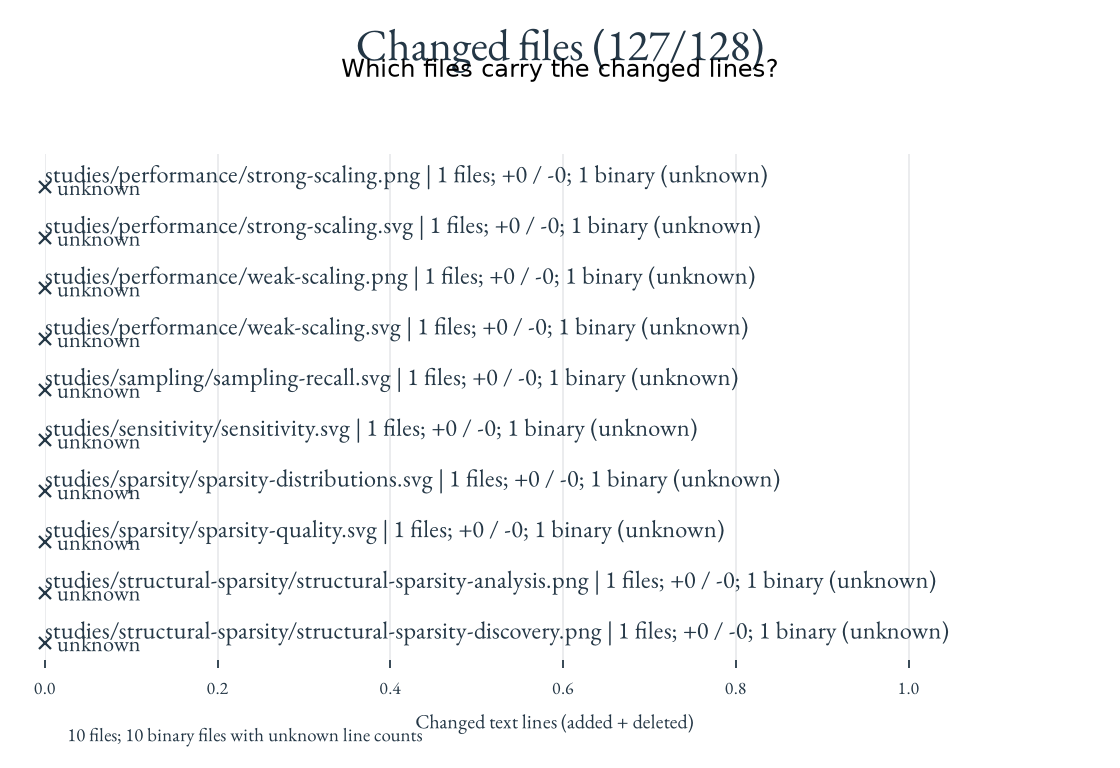 Changed files (127/128)
Which files carry the changed lines?
studies/performance/strong-scaling.png | 1 files; +0 / -0; 1 binary (unknown)
unknown
studies/performance/strong-scaling.svg | 1 files; +0 / -0; 1 binary (unknown)
unknown
studies/performance/weak-scaling.png | 1 files; +0 / -0; 1 binary (unknown)
unknown
studies/performance/weak-scaling.svg | 1 files; +0 / -0; 1 binary (unknown)
unknown
studies/sampling/sampling-recall.svg | 1 files; +0 / -0; 1 binary (unknown)
unknown
studies/sensitivity/sensitivity.svg | 1 files; +0 / -0; 1 binary (unknown)
unknown
studies/sparsity/sparsity-distributions.svg | 1 files; +0 / -0; 1 binary (unknown)
unknown
studies/sparsity/sparsity-quality.svg | 1 files; +0 / -0; 1 binary (unknown)
unknown
studies/structural-sparsity/structural-sparsity-analysis.png | 1 files; +0 / -0; 1 binary (unknown)
unknown
studies/structural-sparsity/structural-sparsity-discovery.png | 1 files; +0 / -0; 1 binary (unknown)
unknown
0.0 0.2 0.4 0.6 0.8 1.0
Changed text lines (added + deleted)
10 files; 10 binary files with unknown line counts